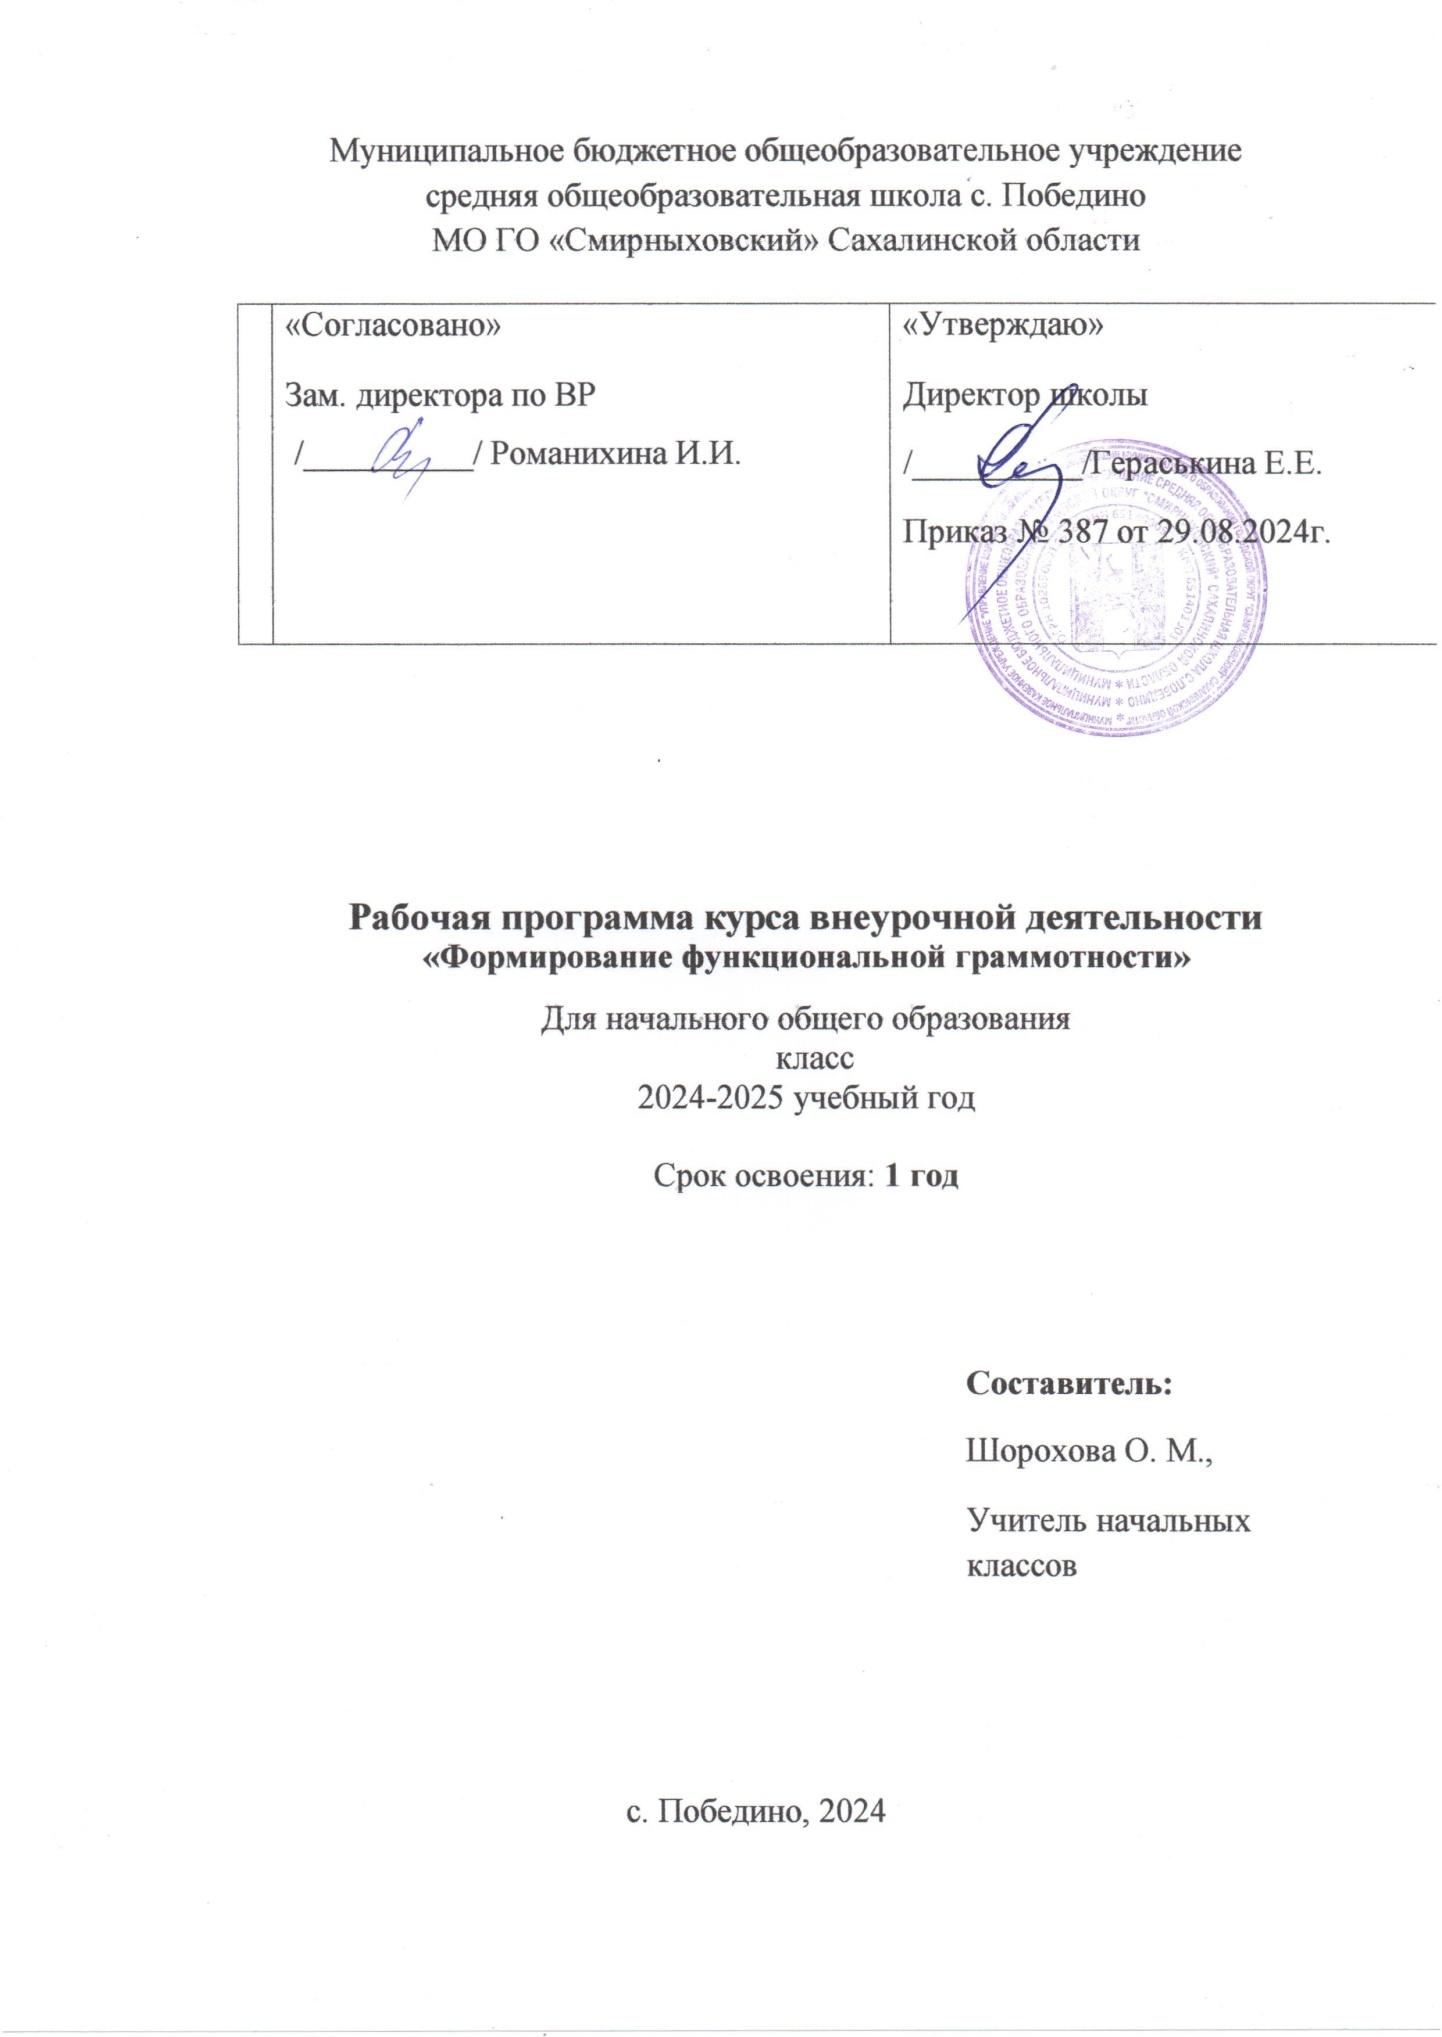 Муниципальное бюджетное общеобразовательное учреждение
средняя общеобразовательная школа с. Победино
МО ГО «Смирныховский» Сахалинской области
«Согласовано»
Зам. директора по ВР
/__________/ Романихина И.И.
«Утверждаю»
Директор школы
/__________/Гераськина Е.Е.
Приказ № 387 от 29.08.2024г.
Рабочая программа курса внеурочной деятельности
«Формирование функциональной граммотности»
Для начального общего образования
класс
2024-2025 учебный год
Срок освоения: 1 год
Составитель:
Шорохова О. М.,
Учитель начальных
классов
с. Победино, 2024